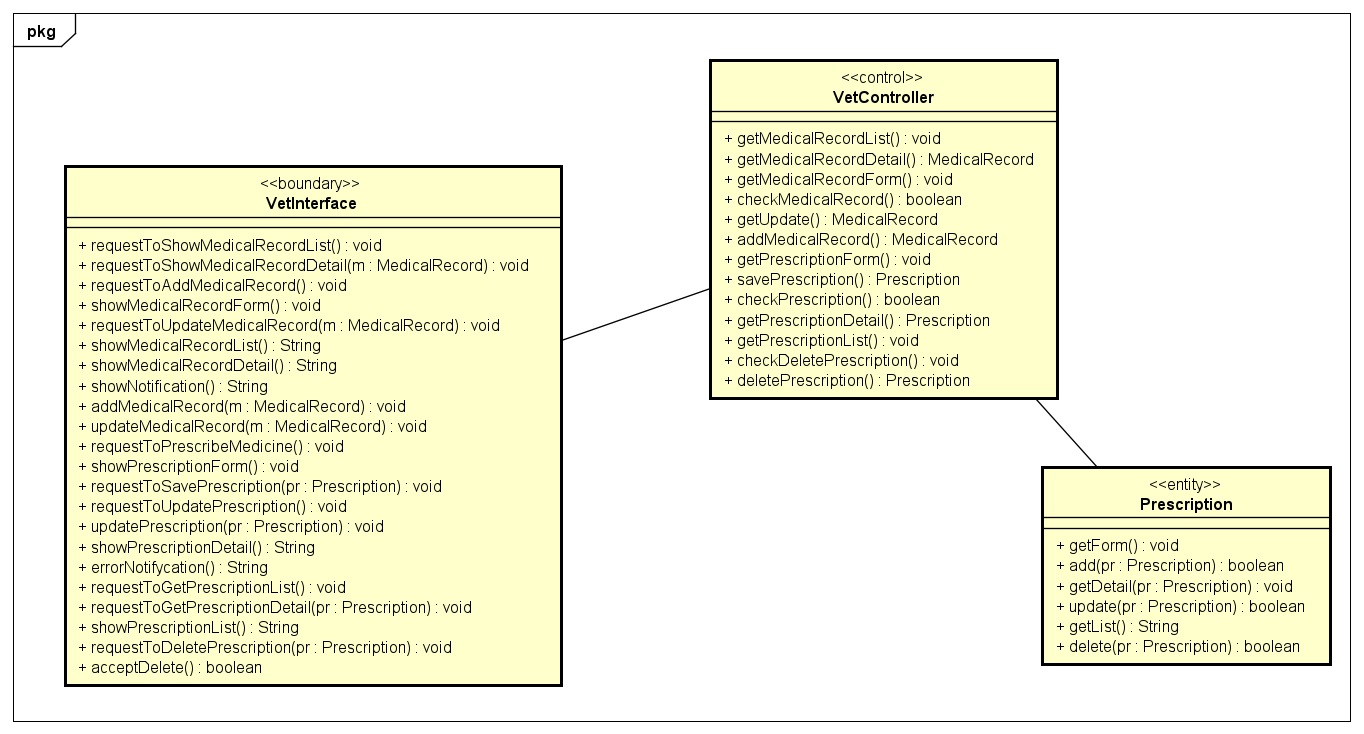 pkg
<<boundary>>
VetInterface
+ requestToShowMedicalRecordList() : void
+ requestToShowMedicalRecordDetail(m : MedicalRecord) : void
+ requestToAddMedicalRecord() : void
+ showMedicalRecordForm() : void
+ requestToUpdateMedicalRecord(m : MedicalRecord) : void
+ showMedicalRecordList() : String
+ showMedicalRecordDetail() : String
+ showNotification() : String
+ addMedicalRecord(m : MedicalRecord) : void
+ updateMedicalRecord(m : MedicalRecord) : void
+ requestToPrescribeMedicine() : void
+ showPrescriptionForm() : void
+ requestToSavePrescription(pr : Prescription) : void
+ requestToUpdatePrescription() : void
+ updatePrescription(pr : Prescription) : void
+ showPrescriptionDetail() : String
+ errorNotifycation() : String
+ requestToGetPrescriptionList() : void
+ requestToGetPrescriptionDetail(pr : Prescription) : void
+ showPrescriptionList() : String
+ requestToDeletePrescription(pr : Prescription) : void
+ acceptDelete() : boolean
<<control>>
VetController
+ getMedicalRecordList() : void
+ getMedicalRecordDetail() : MedicalRecord
+ getMedicalRecordForm() : void
+ checkMedicalRecord() : boolean
+ getUpdate() : MedicalRecord
+ addMedicalRecord() : MedicalRecord
+ getPrescriptionForm() : void
+ savePrescription() : Prescription
+ checkPrescription() : boolean
+ getPrescriptionDetail() : Prescription
+ getPrescriptionList() : void
+ checkDeletePrescription() : void
+ deletePrescription() : Prescription
<<entity>>
Prescription
+ getForm() : void
+ add(pr : Prescription) : boolean
+ getDetail(pr : Prescription) : void
+ update(pr : Prescription) : boolean
+ getList() : String
+ delete(pr : Prescription) : boolean